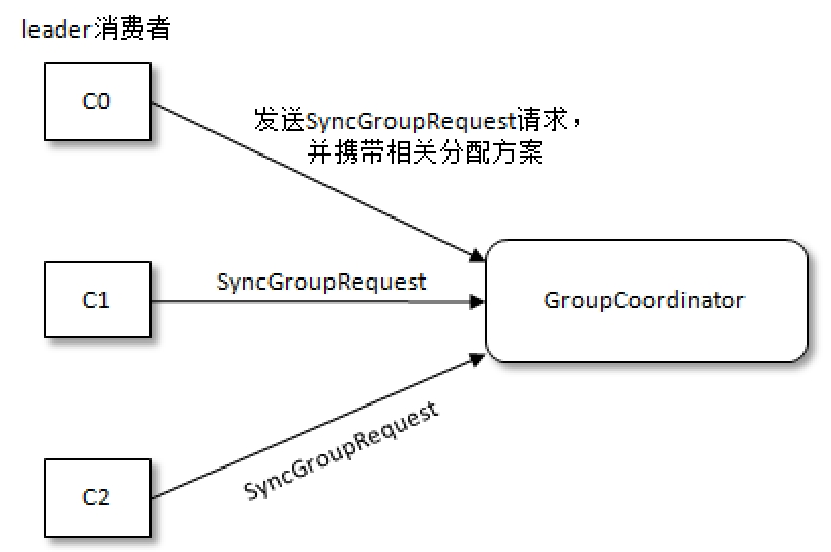 leader消费者
C0
发送SyncGroupRequest请求，
并携带相关分配方案
C1
SyncGroupRequest
GroupCoordinator
SyncGroupRequest
C2